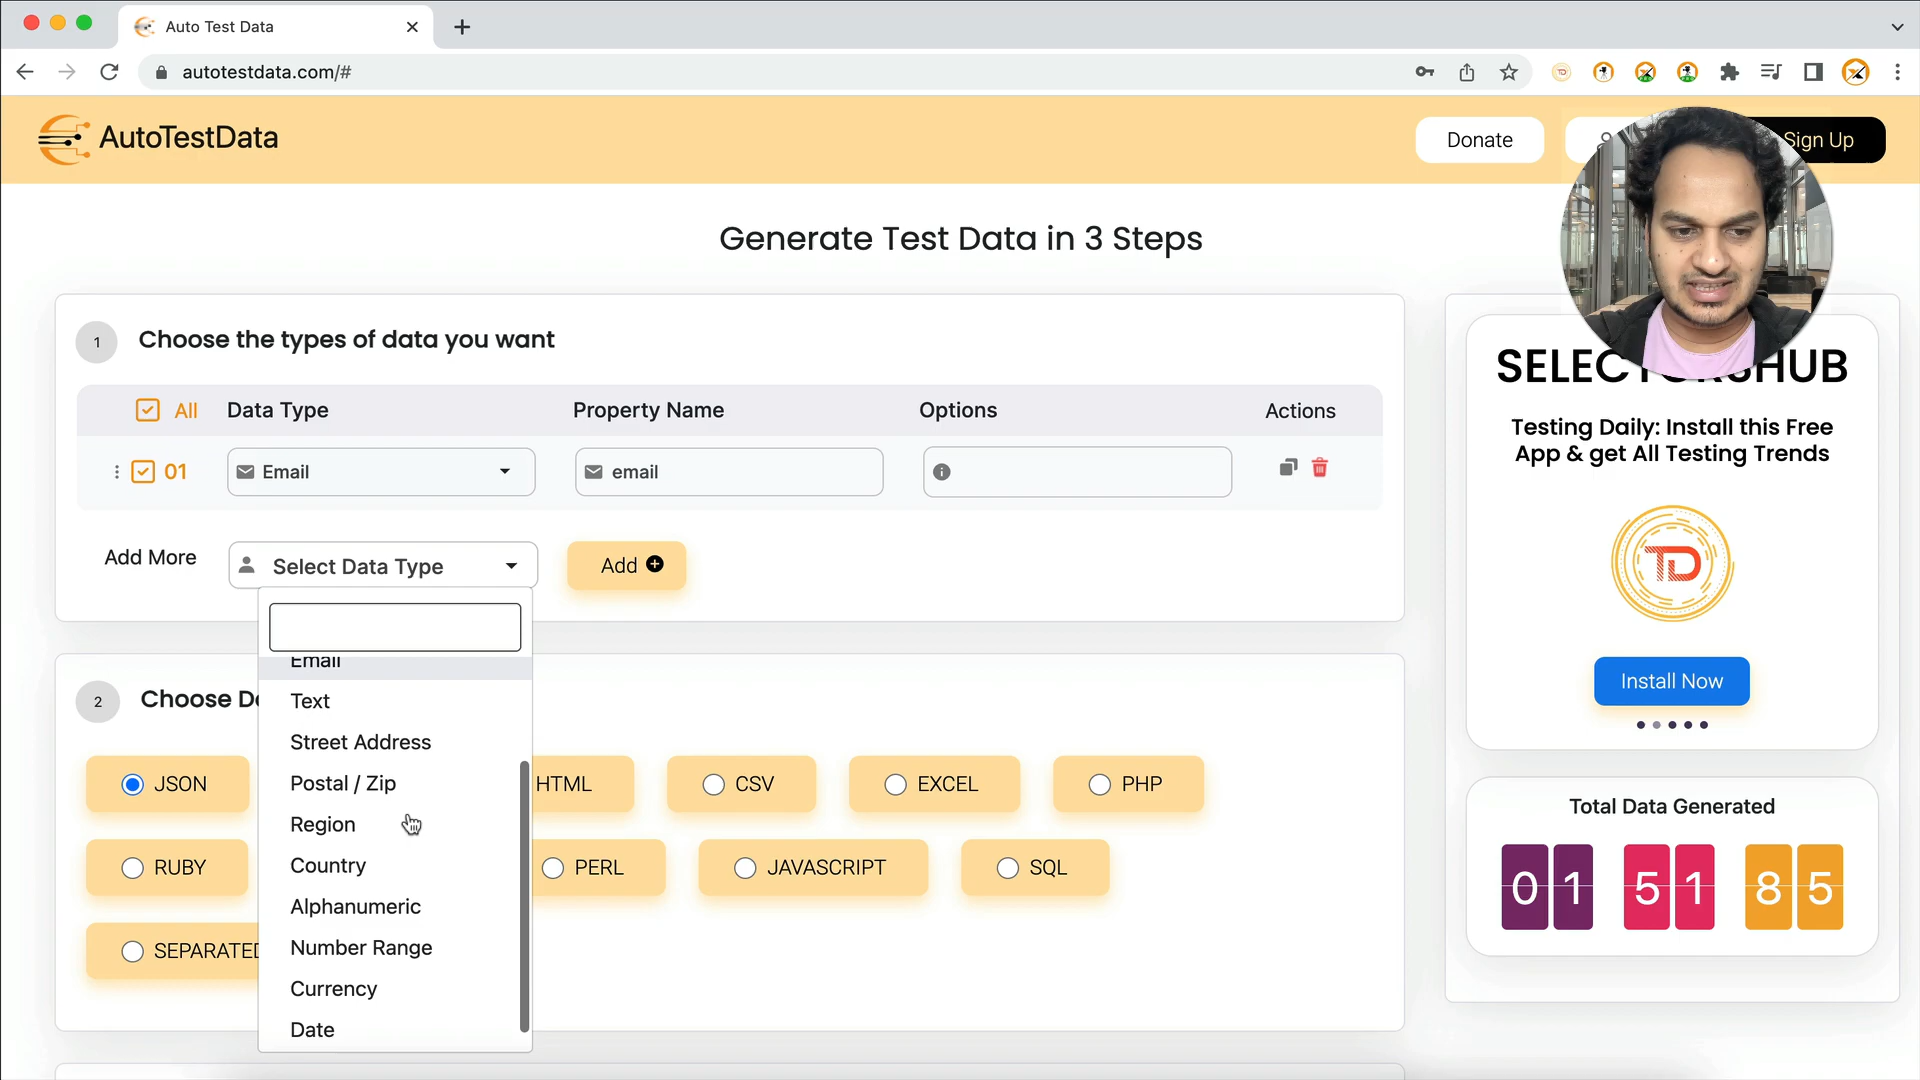 Auto Test Data
autotestdata.com/#
AutoTestData
Donate
Sign Up
Generate Test Data in 3 Steps
1
Choose the types of data you want
All
Data Type
Property Name
Options
Actions
01
Email
email
Add More
Select Data Type
Add
Email
Text
Street Address
Postal / Zip
Region
Country
Alphanumeric
Number Range
Currency
Date
2
Choose
JSON
HTML
CSV
EXCEL
PHP
RUBY
PERL
JAVASCRIPT
SQL
SEPARATED
SELECTORSHUB
Testing Daily: Install this Free
App & get All Testing Trends
TD
Install Now
Total Data Generated
01 51 85